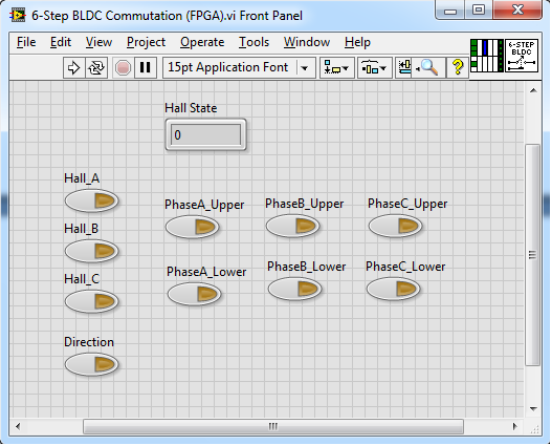 6-Step BLDC Commutation (FPGA).vi Front Panel
File Edit View Project Operate Tools Window Help
15pt Application Font
6-STEP
BLDC
Hall State
0
Hall_A
PhaseA_Upper PhaseB_Upper PhaseC_Upper
Hall_B
PhaseA_Lower PhaseB_Lower PhaseC_Lower
Hall_C
Direction